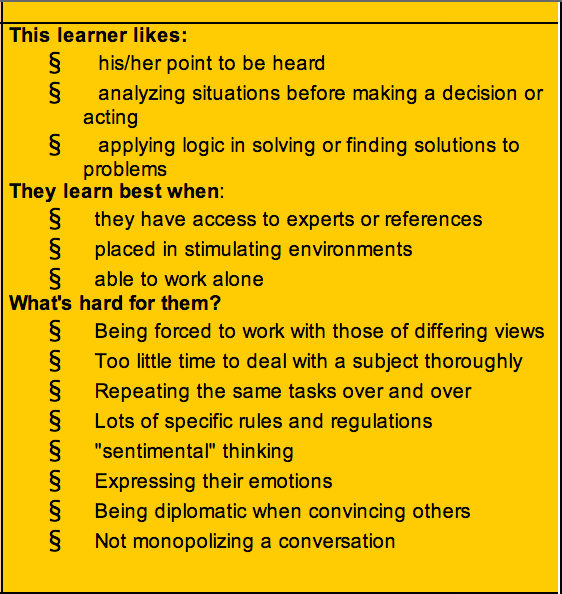 This learner likes:
§ his/her point to be heard
§ analyzing situations before making a decision or
acting
§ applying logic in solving or finding solutions to
problems
They learn best when:
§ they have access to experts or references
§ placed in stimulating environments
§ able to work alone
What's hard for them?
§ Being forced to work with those of differing views
§ Too little time to deal with a subject thoroughly
§ Repeating the same tasks over and over
§ Lots of specific rules and regulations
§ "sentimental" thinking
§ Expressing their emotions
§ Being diplomatic when convincing others
§ Not monopolizing a conversation